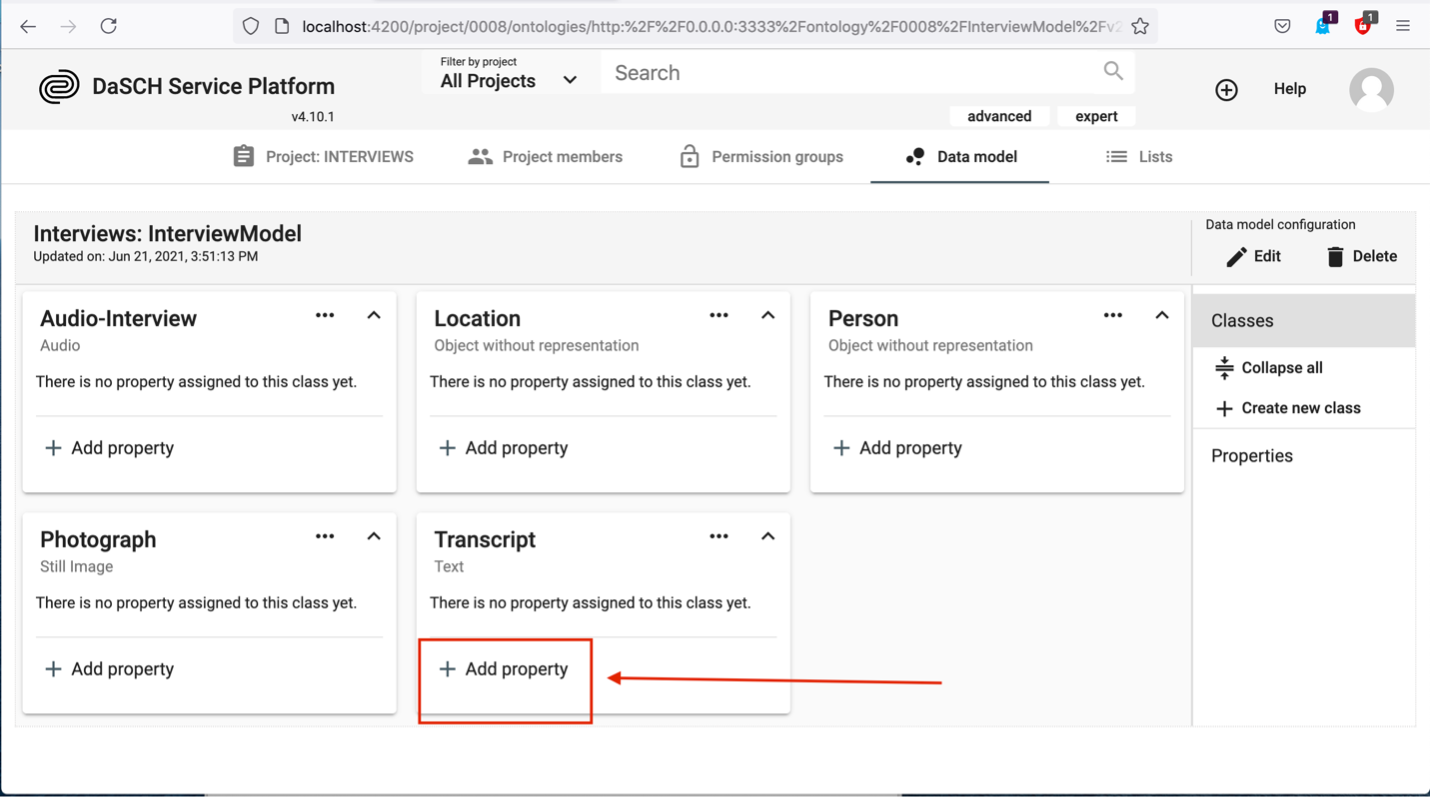 localhost:4200/project/0008/ontologies/http:%2F%2F0.0.0.0:3333%2Fontology%2F0008%2FInterviewModel%2Fv2
1
1
DaSCH Service Platform
v4.10.1
Filter by project
All Projects
Search
advanced
expert
Help
Project: INTERVIEWS
Project members
Permission groups
Data model
Lists
Interviews: InterviewModel
Updated on: Jun 21, 2021, 3:51:13 PM
Data model configuration
Edit
Delete
Audio-Interview
Audio
There is no property assigned to this class yet.
Add property
Location
Object without representation
There is no property assigned to this class yet.
Add property
Person
Object without representation
There is no property assigned to this class yet.
Add property
Photograph
Still Image
There is no property assigned to this class yet.
Add property
Transcript
Text
There is no property assigned to this class yet.
Add property
Classes
Collapse all
Create new class
Properties